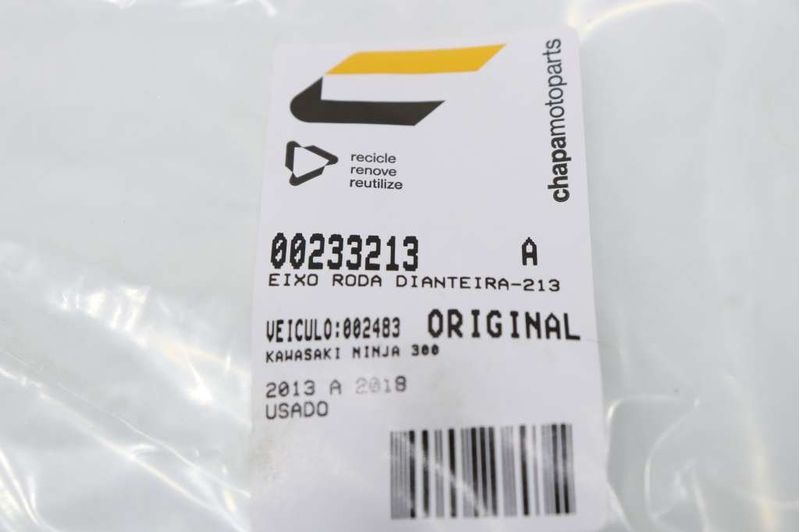 recicle
renove
reutilize
chapamotoparts
00233213 A
EIXO RODA DIANTEIRA-213
VEICULO:002483 ORIGINAL
KAWASAKI NINJA 300
2013 A 2018
USADO